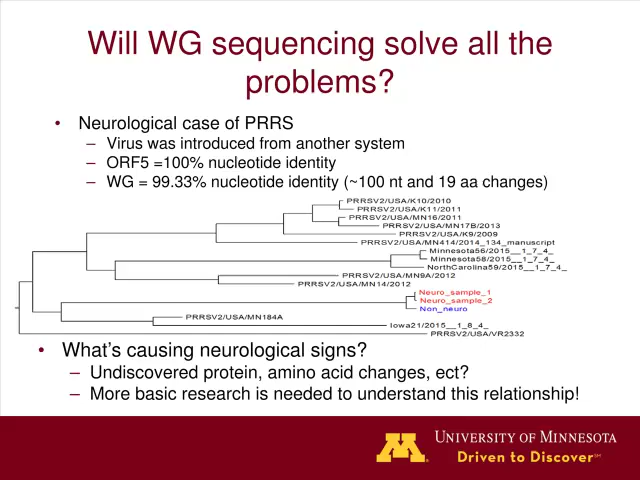 Will WG sequencing solve all the
problems?
• Neurological case of PRRS
– Virus was introduced from another system
– ORF5 =100% nucleotide identity
– WG = 99.33% nucleotide identity (~100 nt and 19 aa changes)
PRRSV2/USA/K10/2010
PRRSV2/USA/K11/2011
PRRSV2/USA/MN16/2011
PRRSV2/USA/MN17B/2013
PRRSV2/USA/K9/2009
PRRSV2/USA/MN414/2014_134_manuscript
Minnesota56/2015__1_7_4_
Minnesota58/2015__1_7_4_
NorthCarolina59/2015__1_7_4_
PRRSV2/USA/MN9A/2012
PRRSV2/USA/MN14/2012
Neuro_sample_1
Neuro_sample_2
Non_neuro
PRRSV2/USA/MN184A
Iowa21/2015__1_8_4_
PRRSV2/USA/VR2332
• What's causing neurological signs?
– Undiscovered protein, amino acid changes, ect?
– More basic research is needed to understand this relationship!
M
UNIVERSITY OF MINNESOTA
Driven to Discover℠